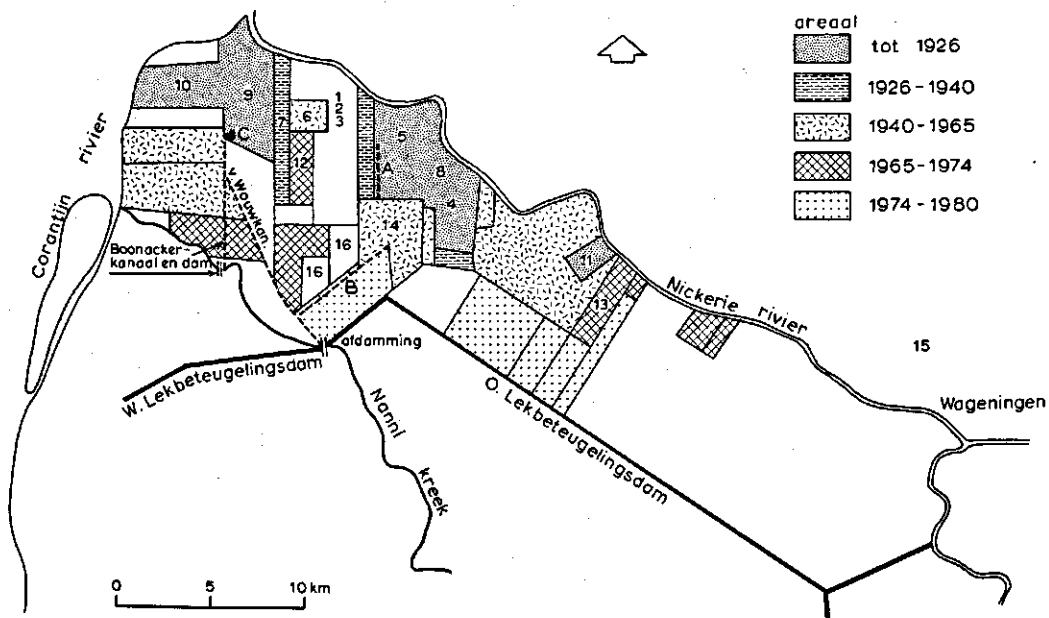 areaal
tot 1926
1926-1940
1940-1965
1965-1974
1974-1980
10
9
7
6
1
2
3
5
8
A
4
C
12
v. Wouwkan.
rivier
Corantijn
Boonacker-
kanaal en dam
16
16
14
B
11
13
Nickerie rivier
15
Wageningen
afdamming
W. Lekbeteugelingsdam
O. Lekbeteugelingsdam
Nanni
kreek
0 5 10 km